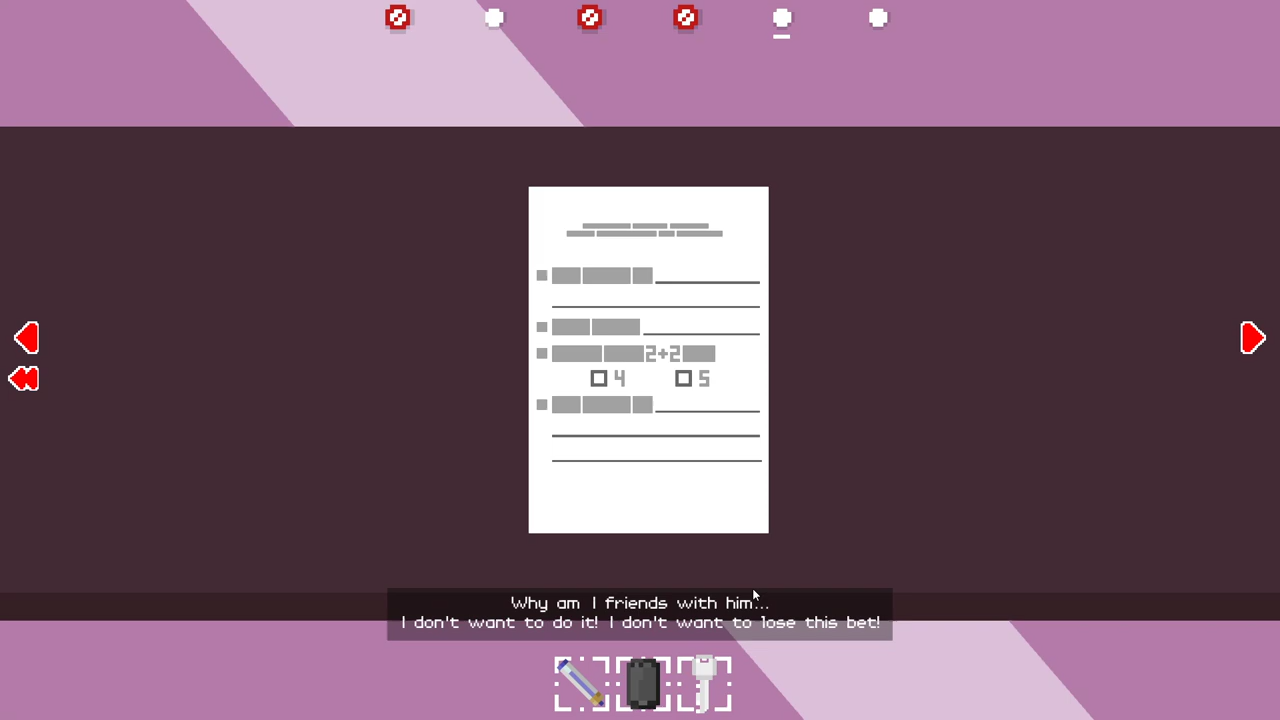 2+2
4 5
Why am I friends with him...
I don't want to do it! I don't want to lose this bet!